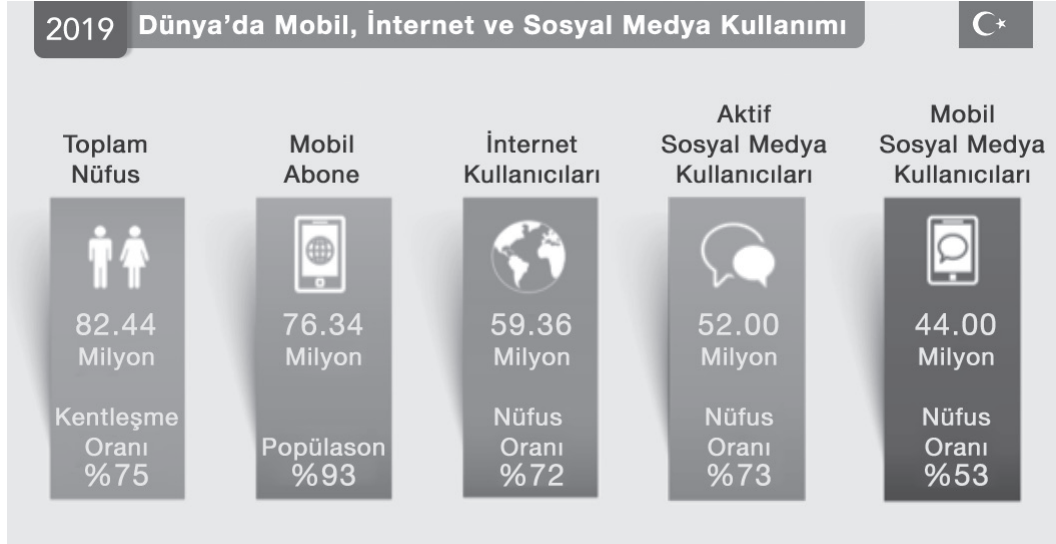 2019 Dünya’da Mobil, İnternet ve Sosyal Medya Kullanımı
Toplam
Nüfus
82.44
Milyon
Kentleşme
Oranı
%75
Mobil
Abone
76.34
Milyon
Popülason
%93
İnternet
Kullanıcıları
59.36
Milyon
Nüfus
Oranı
%72
Aktif
Sosyal Medya
Kullanıcıları
52.00
Milyon
Nüfus
Oranı
%73
Mobil
Sosyal Medya
Kullanıcıları
44.00
Milyon
Nüfus
Oranı
%53